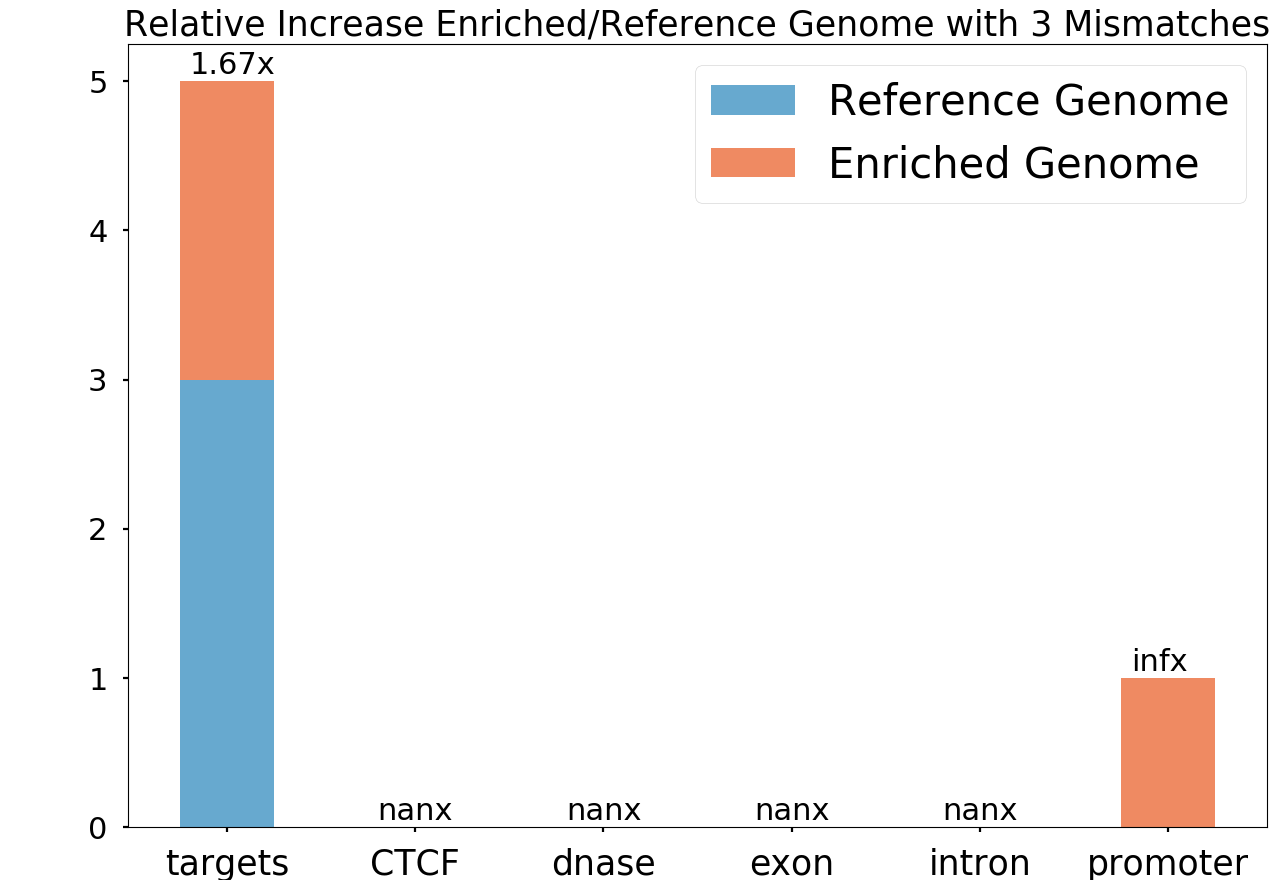 Relative Increase Enriched/Reference Genome with 3 Mismatches
1.67x
5
4
3
2
1
0
Reference Genome
Enriched Genome
nanx
nanx
nanx
nanx
infx
targets
CTCF
dnase
exon
intron
promoter